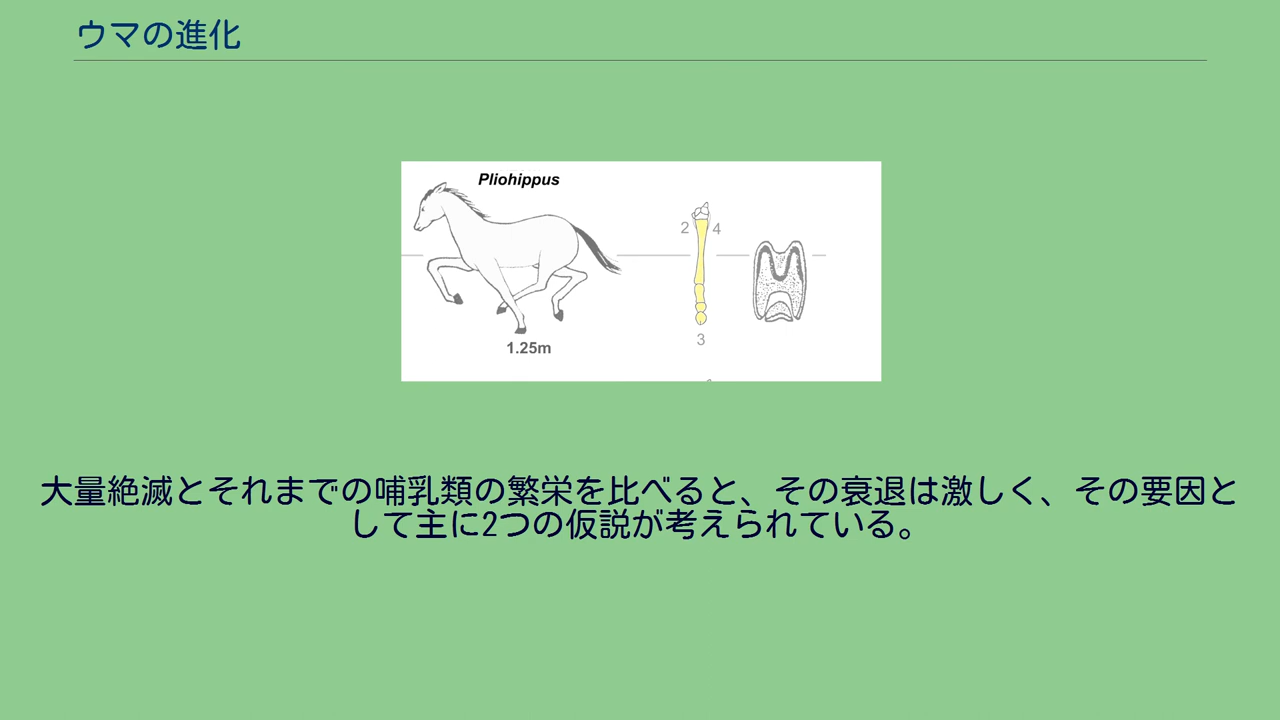 ウマの進化
Pliohippus
2 4
3
1.25m
大量絶滅とそれまでの哺乳類の繁栄を比べると、その衰退は激しく、その要因と
して主に2つの仮説が考えられている。